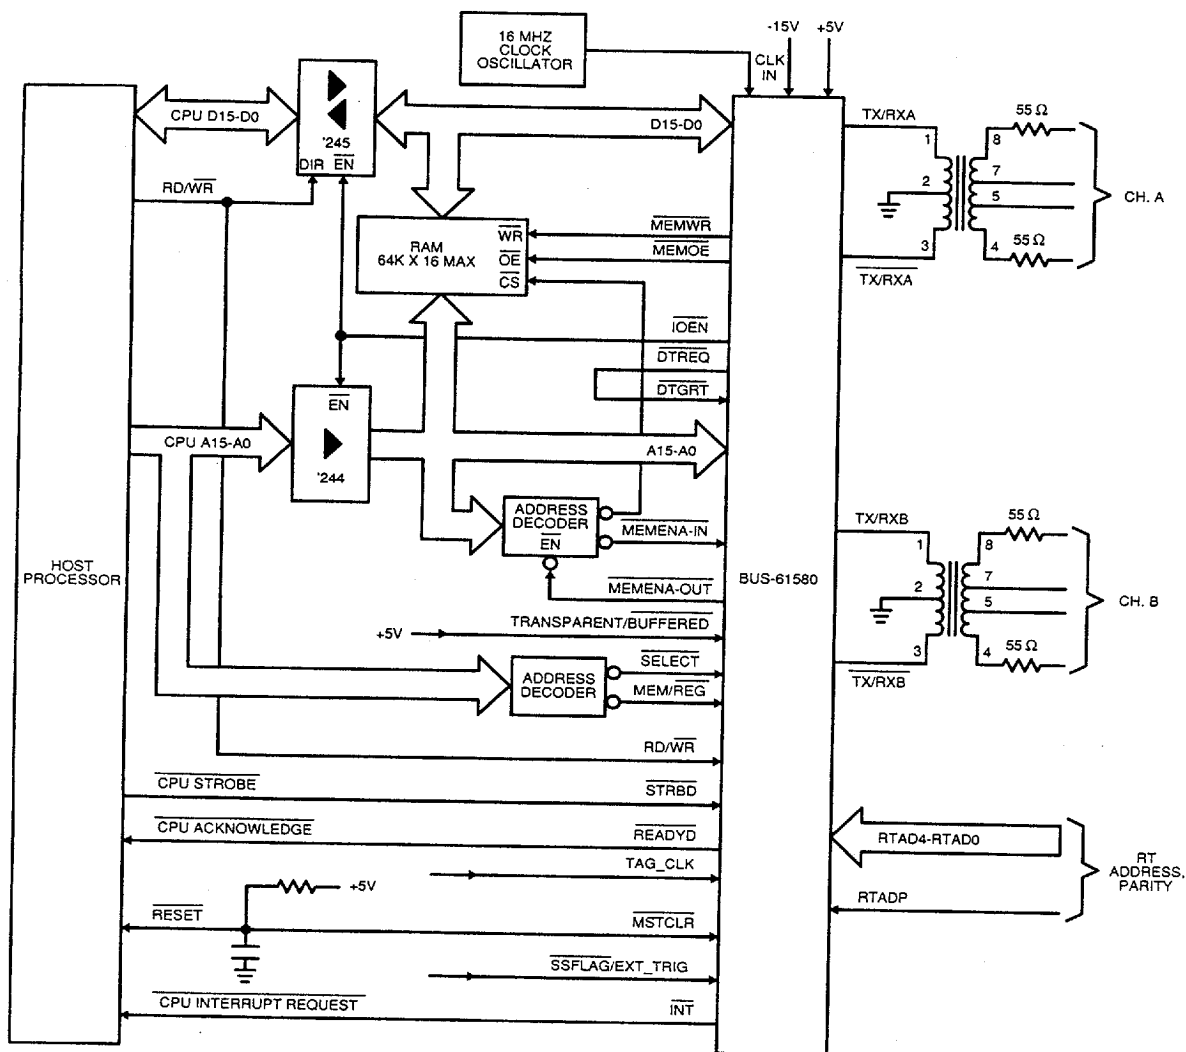 16 MHZ
CLOCK
OSCILLATOR
-15V
+5V
CLK
IN
CPU D15-D0
'245
DIR EN
D15-D0
RD/WR
RAM
64K X 16 MAX
WR
OE
CS
MEMWR
MEMOE
IOEN
DTREQ
DTGRT
EN
'244
CPU A15-A0
A15-A0
ADDRESS
DECODER
EN
MEMENA-IN
MEMENA-OUT
HOST
PROCESSOR
BUS-61580
+5V
TRANSPARENT/BUFFERED
ADDRESS
DECODER
SELECT
MEM/REG
RD/WR
CPU STROBE
STRBD
CPU ACKNOWLEDGE
READYD
TAG_CLK
+5V
RESET
MSTCLR
SSFLAG/EXT_TRIG
CPU INTERRUPT REQUEST
INT
TX/RXA
1
2
3
TX/RXA
8
7
5
4
55 Ω
55 Ω
CH. A
TX/RXB
1
2
3
TX/RXB
8
7
5
4
55 Ω
55 Ω
CH. B
RTAD4-RTAD0
RTADP
RT
ADDRESS,
PARITY